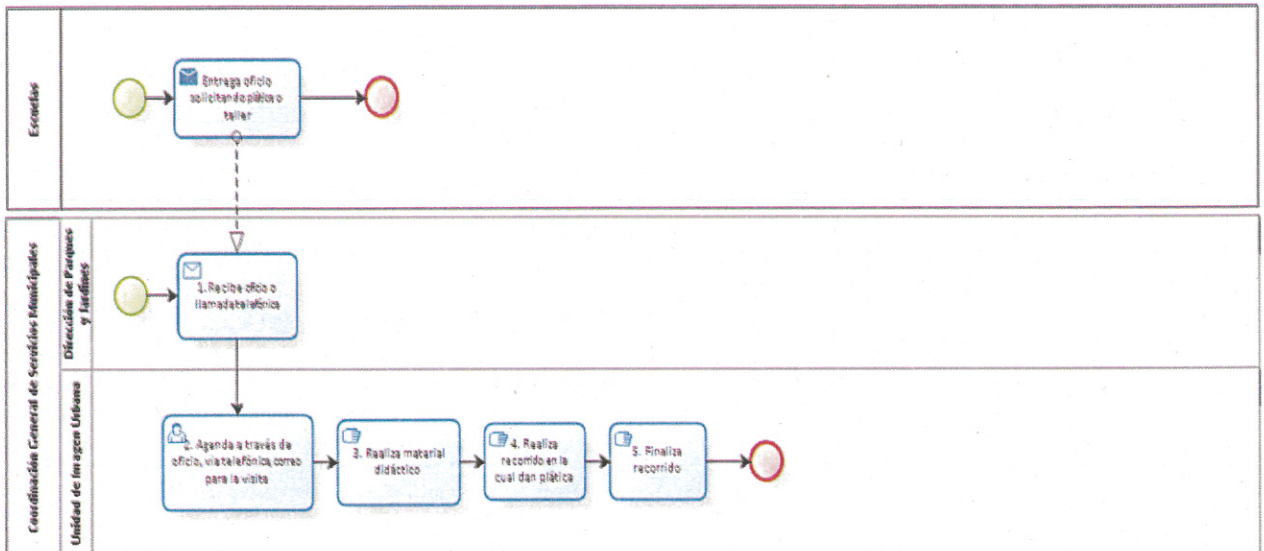 Escuelas
Entrega oficio
solicitando plática o
taller
Coordinación General de Servicios Municipales
Dirección de Parques
y Jardines
1. Recibe oficio o
llamada telefónica
Unidad de Imagen Urbana
2. Agenda a través de
oficio, via telefónica, correo
para la visita
3. Realiza material
didáctico
4. Realiza
recorrido en la
cual dan plática
5. Finaliza
recorrido